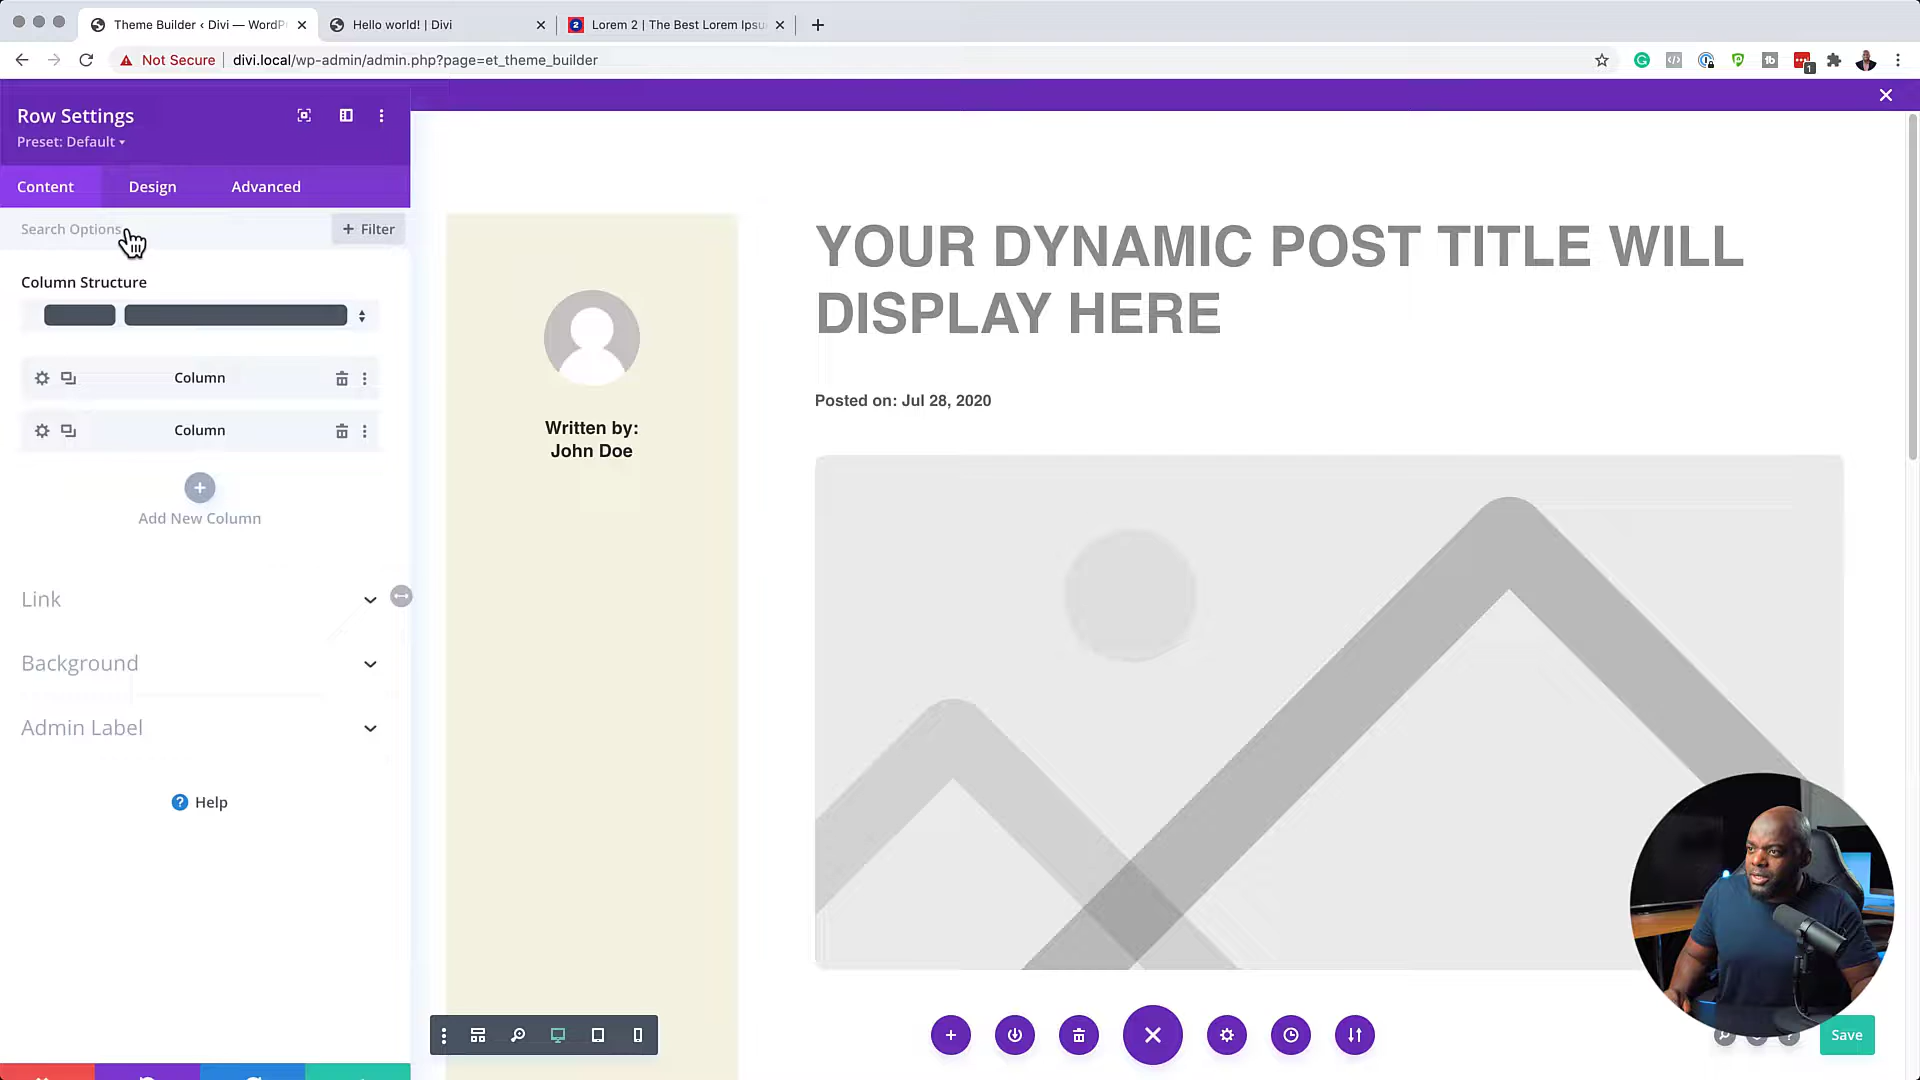 Theme Builder ‹ Divi — WordPr
Hello world! | Divi
2 Lorem 2 | The Best Lorem Ipsu
Not Secure divi.local/wp-admin/admin.php?page=et_theme_builder
1
Row Settings
Preset: Default
Content Design Advanced
Search Options
+ Filter
Column Structure
Column
Column
Add New Column
Link
Background
Admin Label
? Help
Written by:
John Doe
YOUR DYNAMIC POST TITLE WILL
DISPLAY HERE
Posted on: Jul 28, 2020
Save